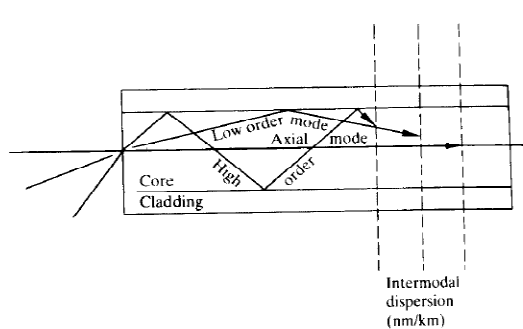 Low order mode
Axial mode
High order
Core
Cladding
Intermodal
dispersion
(nm/km)